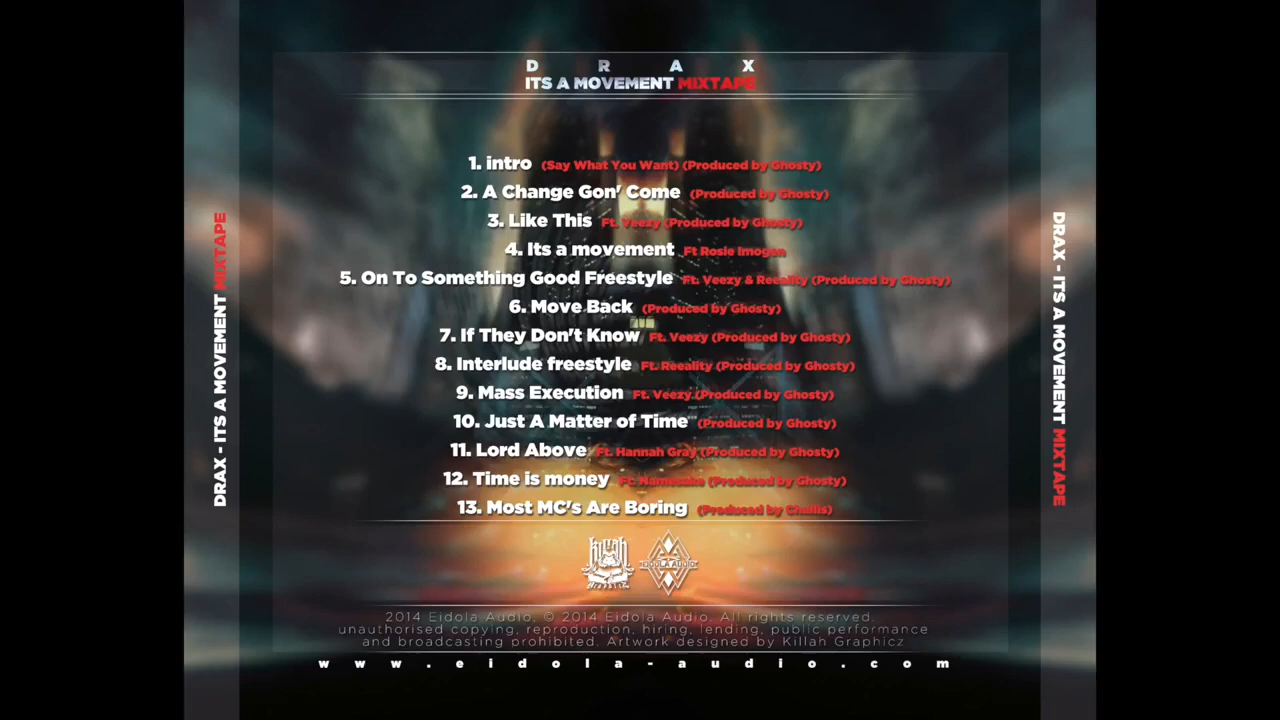 D R A X
ITS A MOVEMENT MIXTAPE
1. intro (Say What You Want) (Produced by Ghosty)
2. A Change Gon' Come (Produced by Ghosty)
3. Like This Ft. Veezy (Produced by Ghosty)
4. Its a movement Ft Rosie Imogen
5. On To Something Good Freestyle Ft. Veezy & Reeality (Produced by Ghosty)
6. Move Back (Produced by Ghosty)
7. If They Don't Know Ft. Veezy (Produced by Ghosty)
8. Interlude freestyle Ft. Reeality (Produced by Ghosty)
9. Mass Execution Ft. Veezy (Produced by Ghosty)
10. Just A Matter of Time (Produced by Ghosty)
11. Lord Above Ft. Hannah Gray (Produced by Ghosty)
12. Time is money Ft. Namesake (Produced by Ghosty)
13. Most MC's Are Boring (Produced by Challis)
Killah
Graphicz
EIDOLA AUDIO
2014 Eidola Audio, © 2014 Eidola Audio. All rights reserved.
unauthorised copying, reproduction, hiring, lending, public performance
and broadcasting prohibited. Artwork designed by Killah Graphicz
www.eidola-audio.com
DRAX - ITS A MOVEMENT MIXTAPE
DRAX - ITS A MOVEMENT MIXTAPE